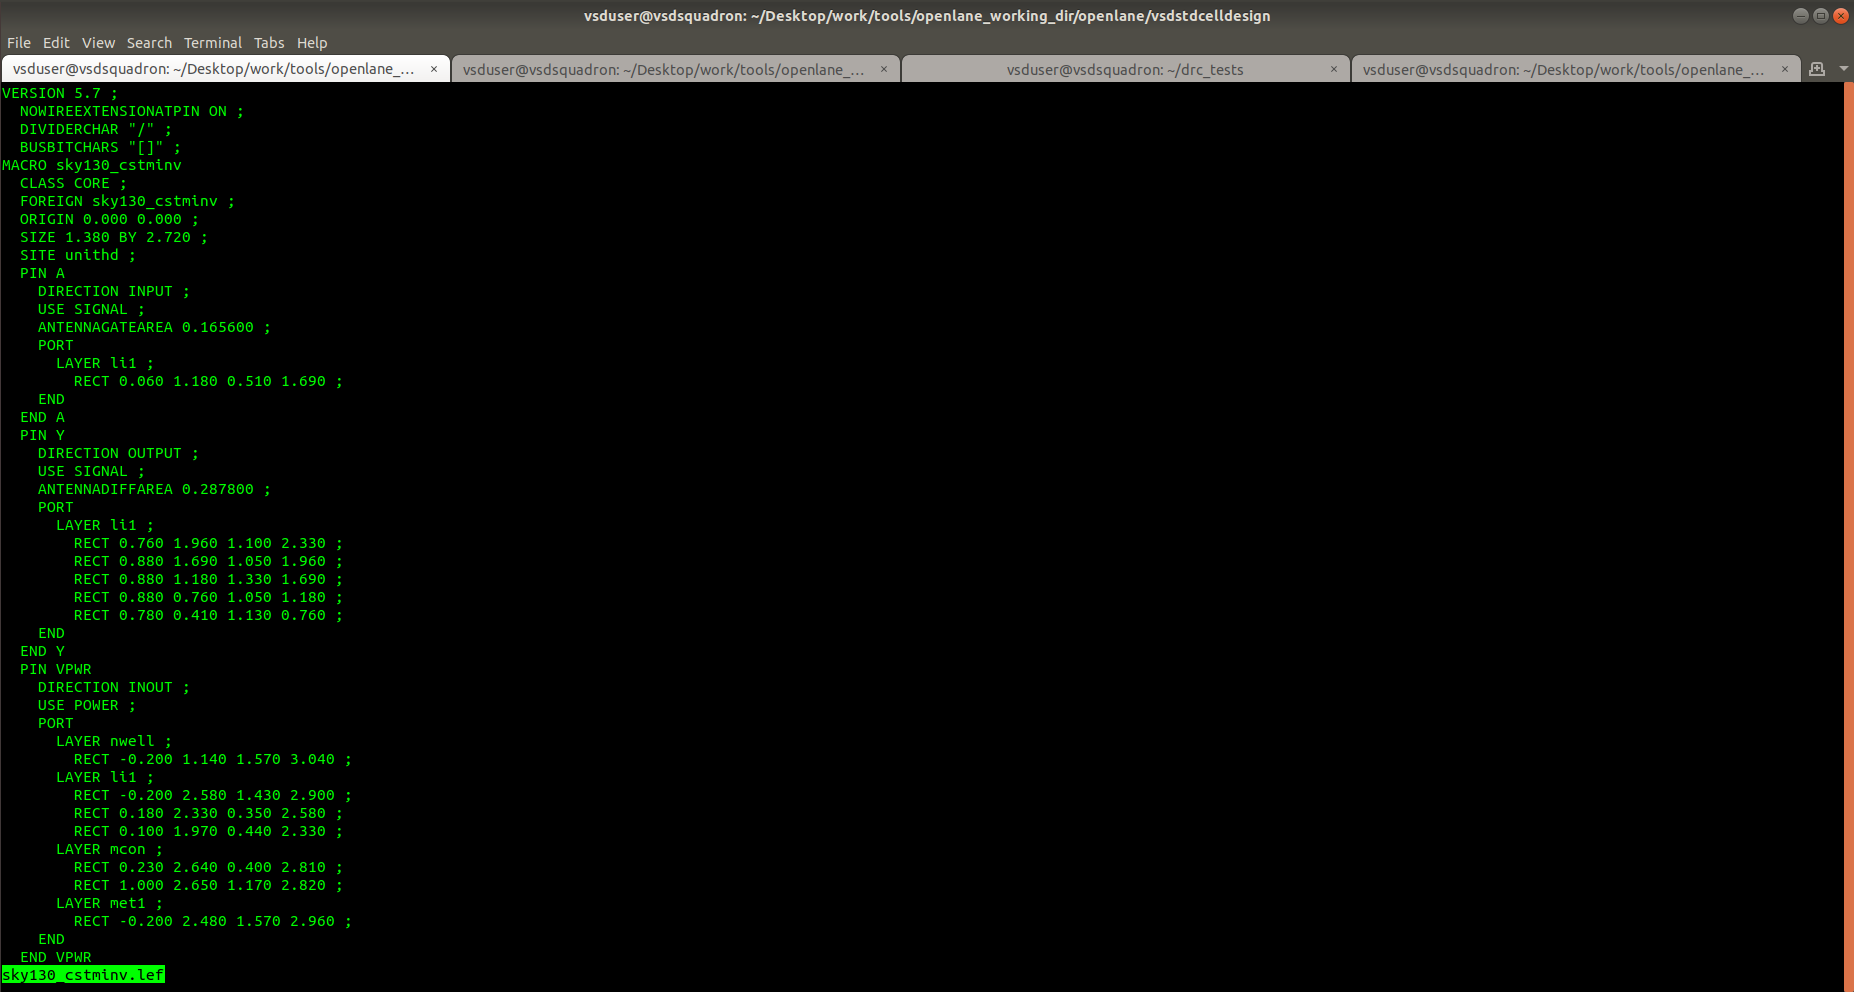 vsduser@vsdsquadron: ~/Desktop/work/tools/openlane_working_dir/openlane/vsdstdcelldesign
File Edit View Search Terminal Tabs Help
vsduser@vsdsquadron: ~/Desktop/work/tools/openlane_... × vsduser@vsdsquadron: ~/Desktop/work/tools/openlane_... × vsduser@vsdsquadron: ~/drc_tests × vsduser@vsdsquadron: ~/Desktop/work/tools/openlane_... ×
VERSION 5.7 ;
  NOWIREEXTENSIONATPIN ON ;
  DIVIDERCHAR "/" ;
  BUSBITCHARS "[]" ;
MACRO sky130_cstminv
  CLASS CORE ;
  FOREIGN sky130_cstminv ;
  ORIGIN 0.000 0.000 ;
  SIZE 1.380 BY 2.720 ;
  SITE unithd ;
  PIN A
    DIRECTION INPUT ;
    USE SIGNAL ;
    ANTENNAGATEAREA 0.165600 ;
    PORT
      LAYER li1 ;
        RECT 0.060 1.180 0.510 1.690 ;
    END
  END A
  PIN Y
    DIRECTION OUTPUT ;
    USE SIGNAL ;
    ANTENNADIFFAREA 0.287800 ;
    PORT
      LAYER li1 ;
        RECT 0.760 1.960 1.100 2.330 ;
        RECT 0.880 1.690 1.050 1.960 ;
        RECT 0.880 1.180 1.330 1.690 ;
        RECT 0.880 0.760 1.050 1.180 ;
        RECT 0.780 0.410 1.130 0.760 ;
    END
  END Y
  PIN VPWR
    DIRECTION INOUT ;
    USE POWER ;
    PORT
      LAYER nwell ;
        RECT -0.200 1.140 1.570 3.040 ;
      LAYER li1 ;
        RECT -0.200 2.580 1.430 2.900 ;
        RECT 0.180 2.330 0.350 2.580 ;
        RECT 0.100 1.970 0.440 2.330 ;
      LAYER mcon ;
        RECT 0.230 2.640 0.400 2.810 ;
        RECT 1.000 2.650 1.170 2.820 ;
      LAYER met1 ;
        RECT -0.200 2.480 1.570 2.960 ;
    END
  END VPWR
sky130_cstminv.lef